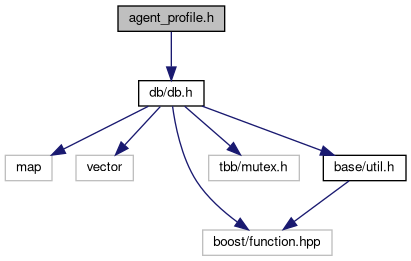 agent_profile.h
db/db.h
map
vector
tbb/mutex.h
base/util.h
boost/function.hpp